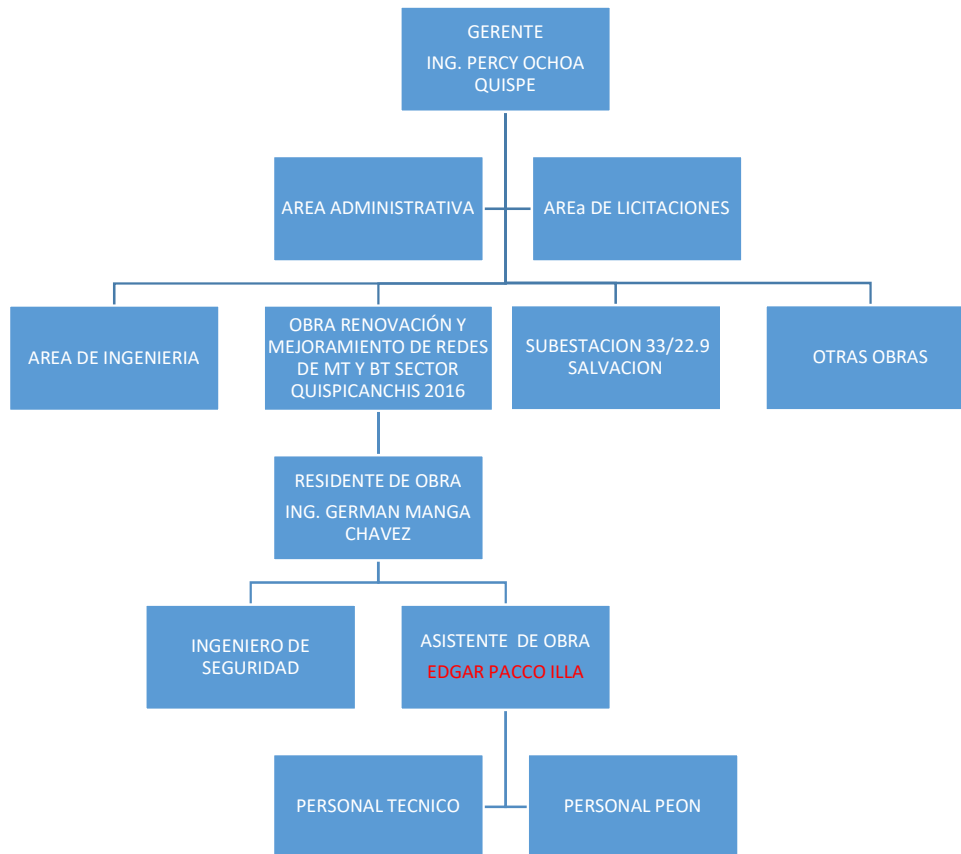 GERENTE
ING. PERCY OCHOA
QUISPE
AREA ADMINISTRATIVA
AREa DE LICITACIONES
AREA DE INGENIERIA
OBRA RENOVACIÓN Y
MEJORAMIENTO DE REDES
DE MT Y BT SECTOR
QUISPICANCHIS 2016
SUBESTACION 33/22.9
SALVACION
OTRAS OBRAS
RESIDENTE DE OBRA
ING. GERMAN MANGA
CHAVEZ
INGENIERO DE
SEGURIDAD
ASISTENTE DE OBRA
EDGAR PACCO ILLA
PERSONAL TECNICO
PERSONAL PEON